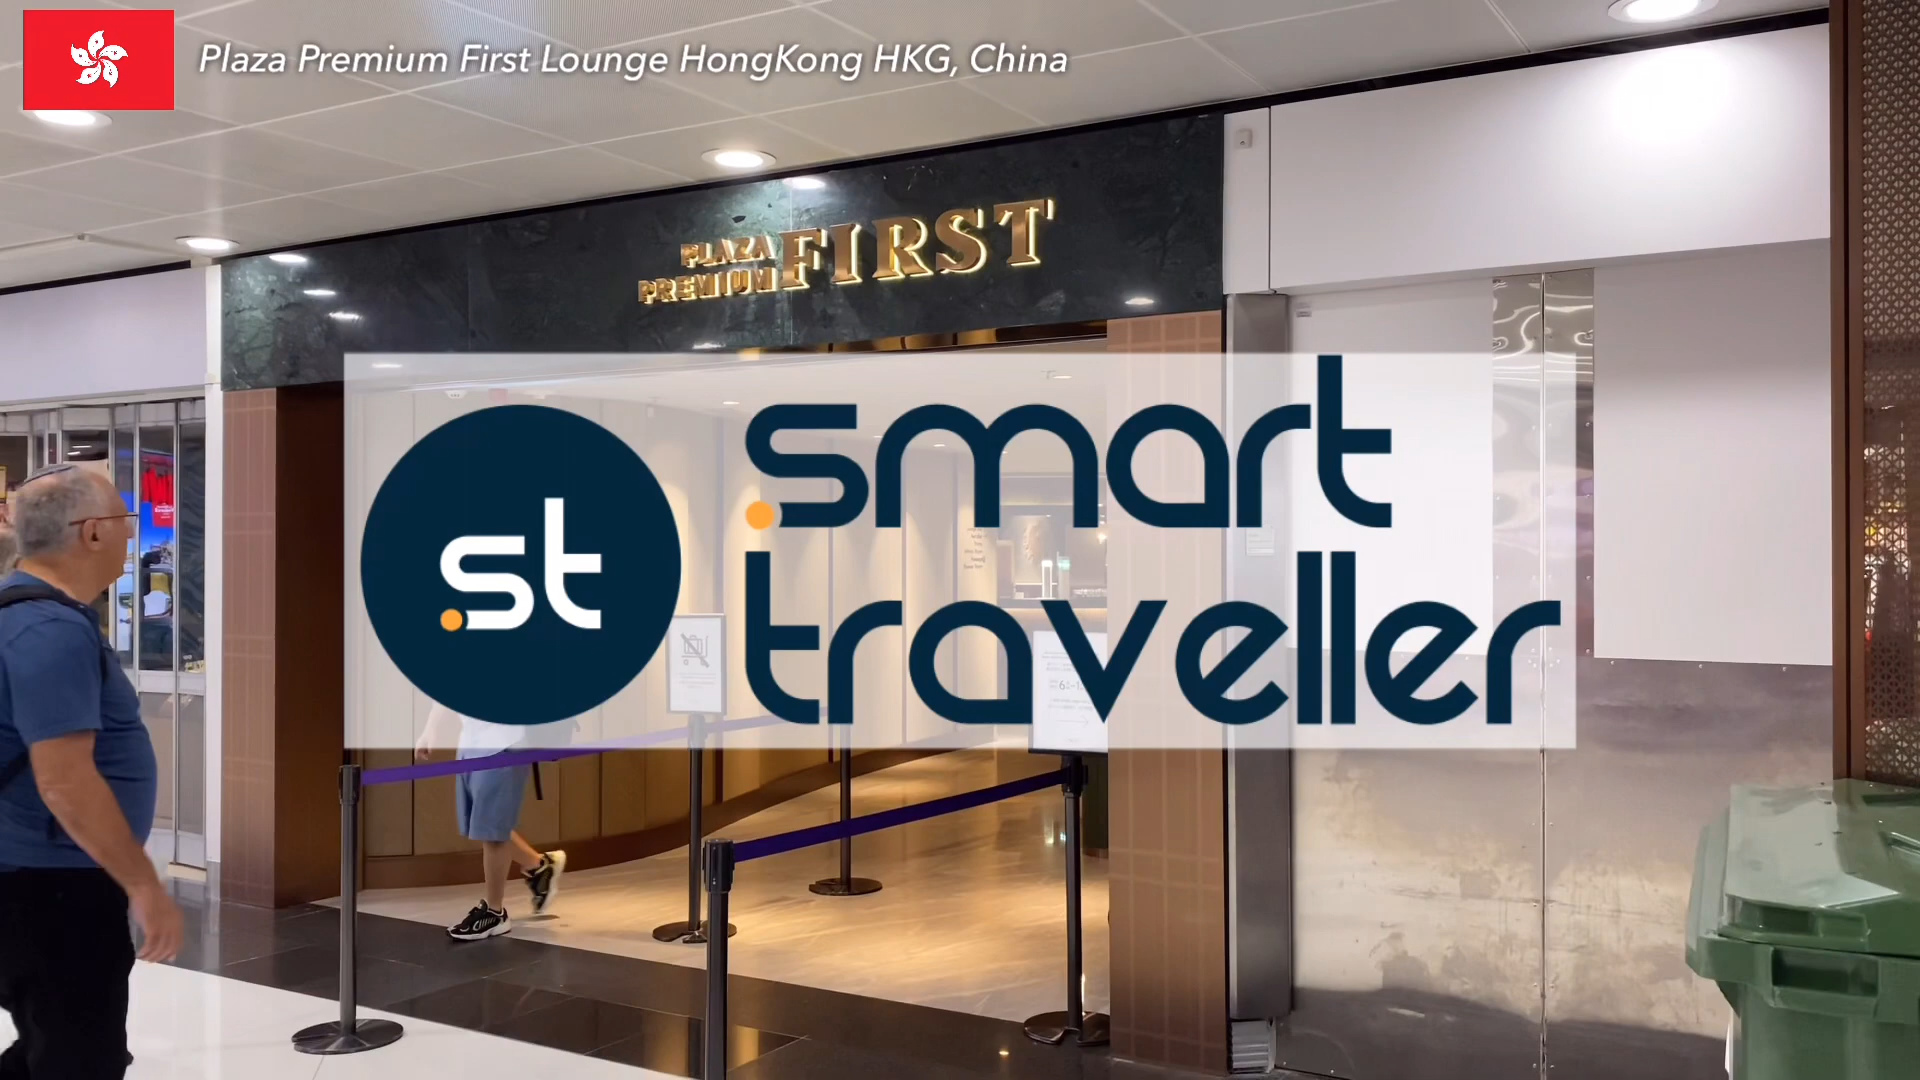 Plaza Premium First Lounge HongKong HKG, China
PLAZA
PREMIUM FIRST
.st
.smart
traveller